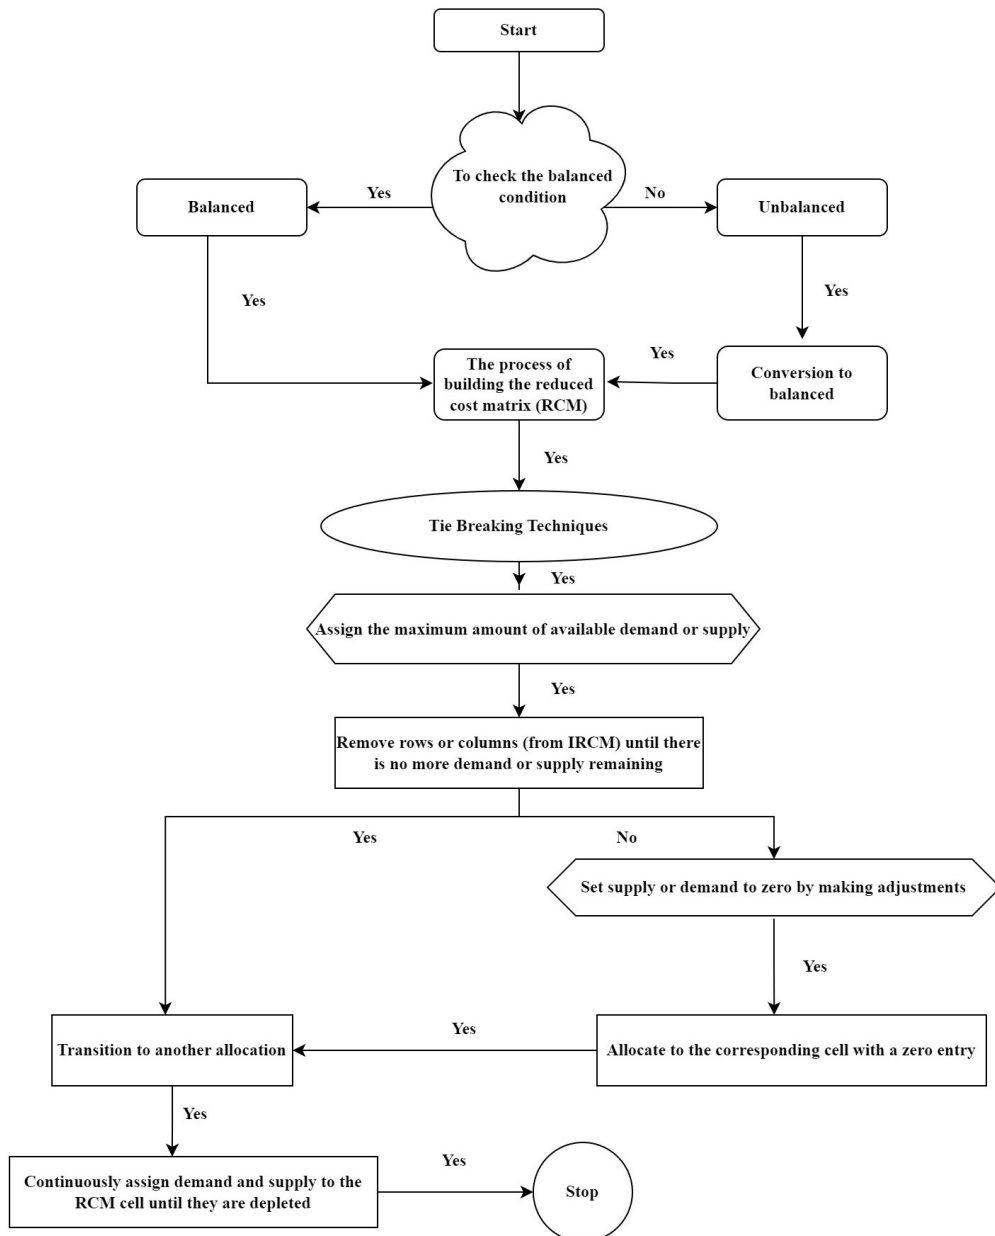 Start
To check the balanced
condition
Yes
No
Balanced
Unbalanced
Yes
Yes
The process of
building the reduced
cost matrix (RCM)
Yes
Conversion to
balanced
Yes
Tie Breaking Techniques
Yes
Assign the maximum amount of available demand or supply
Yes
Remove rows or columns (from IRCM) until there
is no more demand or supply remaining
Yes
No
Set supply or demand to zero by making adjustments
Yes
Transition to another allocation
Yes
Allocate to the corresponding cell with a zero entry
Yes
Continuously assign demand and supply to the
RCM cell until they are depleted
Yes
Stop